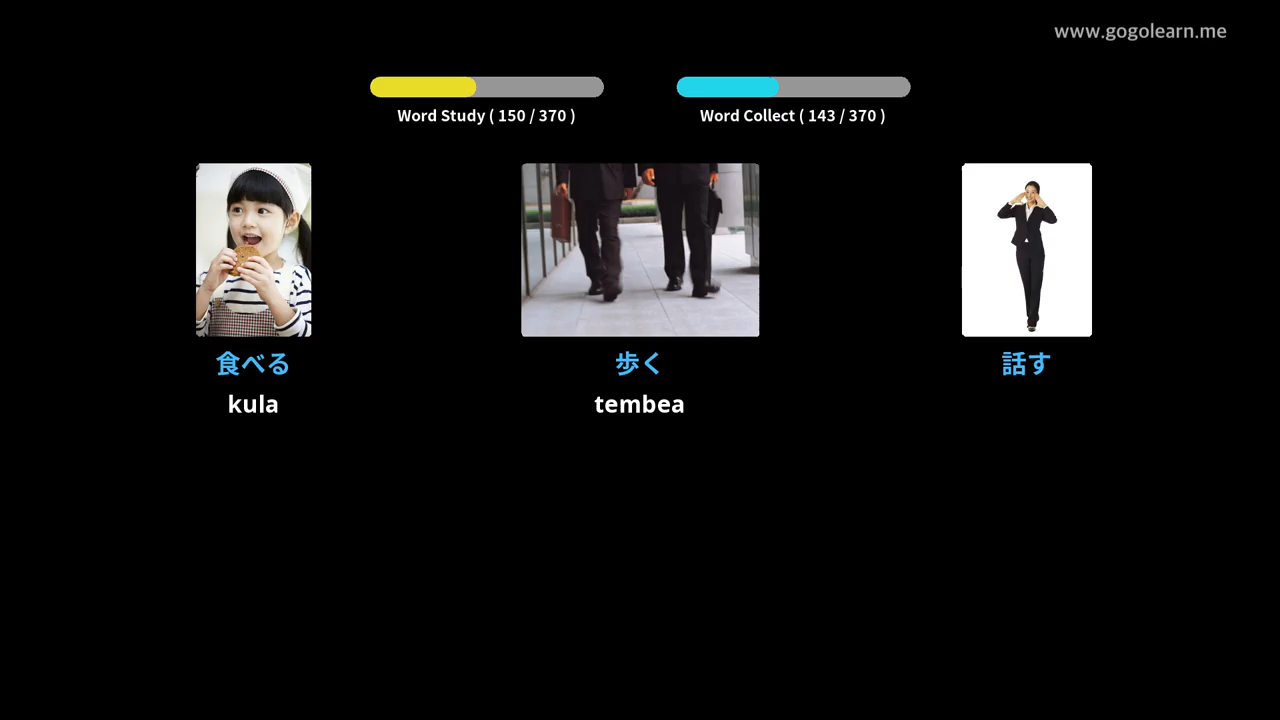 www.gogolearn.me
Word Study ( 150 / 370 )
Word Collect ( 143 / 370 )
食べる
kula
歩く
tembea
話す